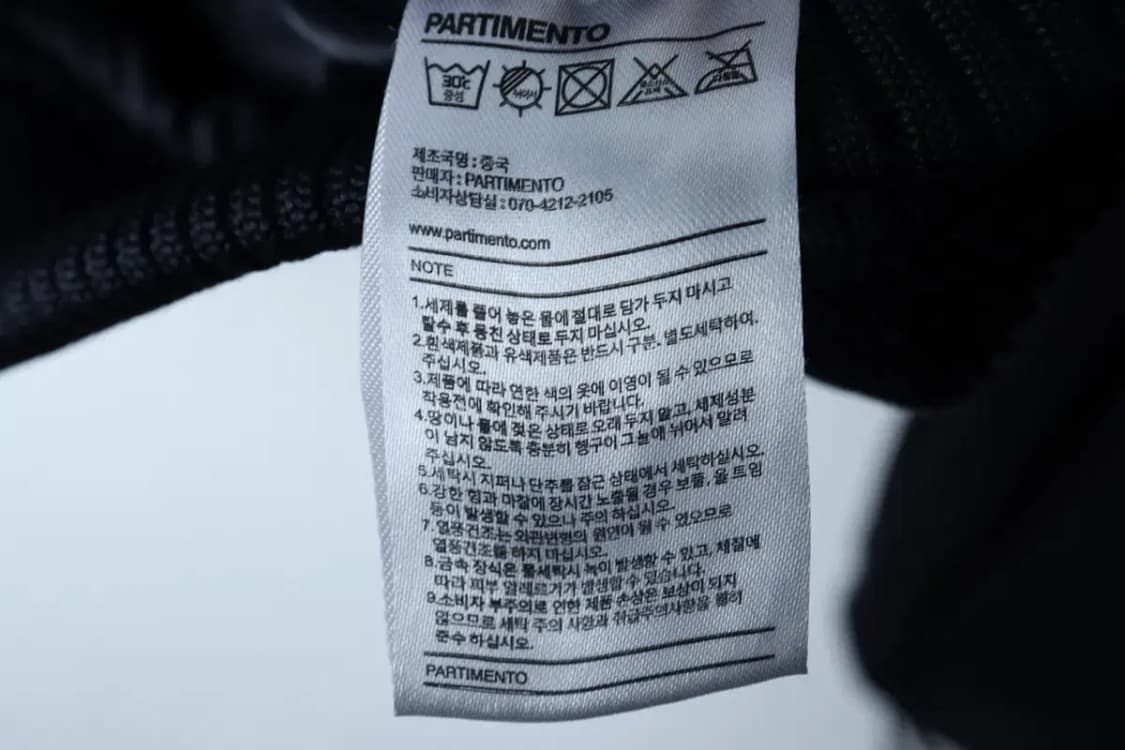 PARTIMENTO
30℃
중성
뉘어서
제조국명 : 중국
판매자 : PARTIMENTO
소비자상담실 : 070-4212-2105
www.partimento.com
NOTE
1.세제를 풀어 놓은 물에 절대로 담가 두지 마시고
탈수 후 뭉친 상태로 두지 마십시오.
2.흰색제품과 유색제품은 반드시 구분, 별도세탁하여.
주십시오.
3.제품에 따라 연한 색의 옷에 이염이 될 수 있으므로
착용전에 확인해 주시기 바랍니다.
4.땀이나 물에 젖은 상태로 오래 두지 말고, 세제성분
이 남지 않도록 충분히 헹구어 그늘에 뉘어서 말려
주십시오.
5.세탁시 지퍼나 단추를 잠근 상태에서 세탁하십시오.
6.강한 힘과 마찰에 장시간 노출될 경우 보풀, 올 트임
등이 발생할 수 있으니 주의 하십시오.
7.열풍건조는 외관변형의 원인이 될 수 있으므로
열풍건조를 하지 마십시오.
8.금속 장식은 물세탁시 녹이 발생할 수 있고, 체질에
따라 피부 알레르기가 발생할 수 있습니다.
9.소비자 부주의로 인한 제품 손상은 보상이 되지
않으므로 세탁 주의 사항과 취급주의사항을 필히
준수 하십시오.
PARTIMENTO